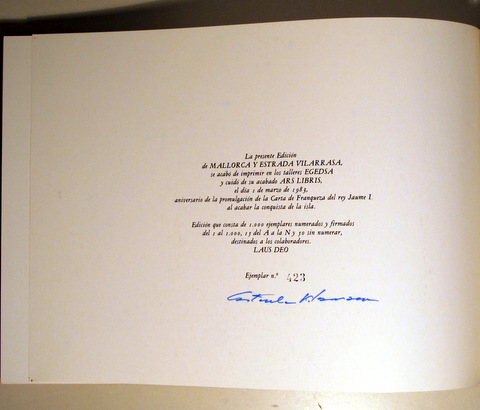 La presente Edición
de MALLORCA Y ESTRADA VILARRASA,
se acabó de imprimir en los talleres EGEDSA
y cuidó de su acabado ARS LIBRIS,
el día 1 de marzo de 1983,
aniversario de la promulgación de la Carta de Franqueza del rey Jaume I
al acabar la conquista de la isla.
Edición que consta de 1.000 ejemplares numerados y firmados
del 1 al 1.000, 15 del A a la N y 50 sin numerar,
destinados a los colaboradores.
LAUS DEO
Ejemplar n.º 423